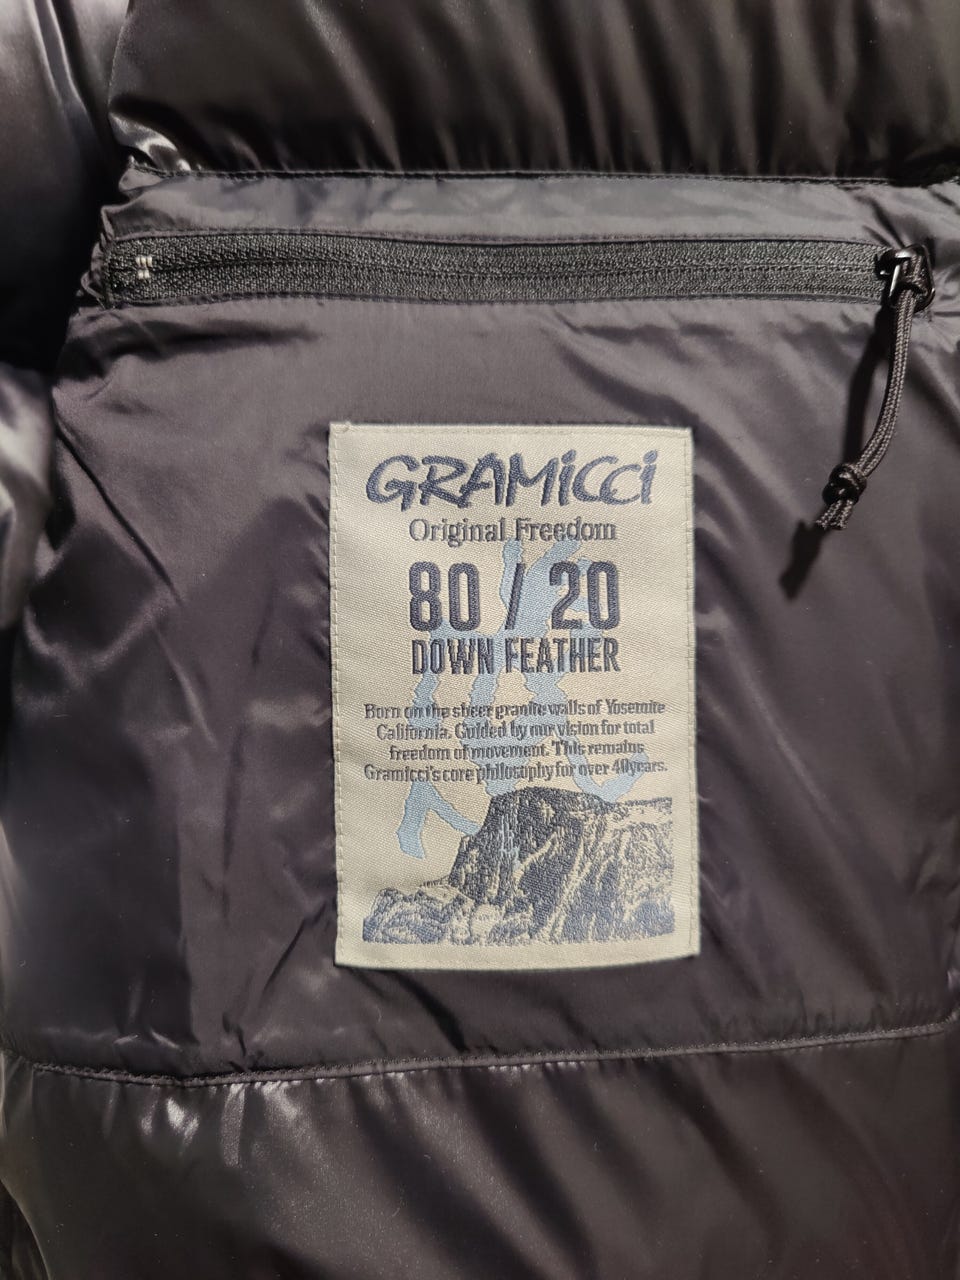 GRAMicci
Original Freedom
80 / 20
DOWN FEATHER
Born on the sheer granite walls of Yosemite
California. Guided by our vision for total
freedom of movement. This remains
Gramicci's core philosophy for over 40years.